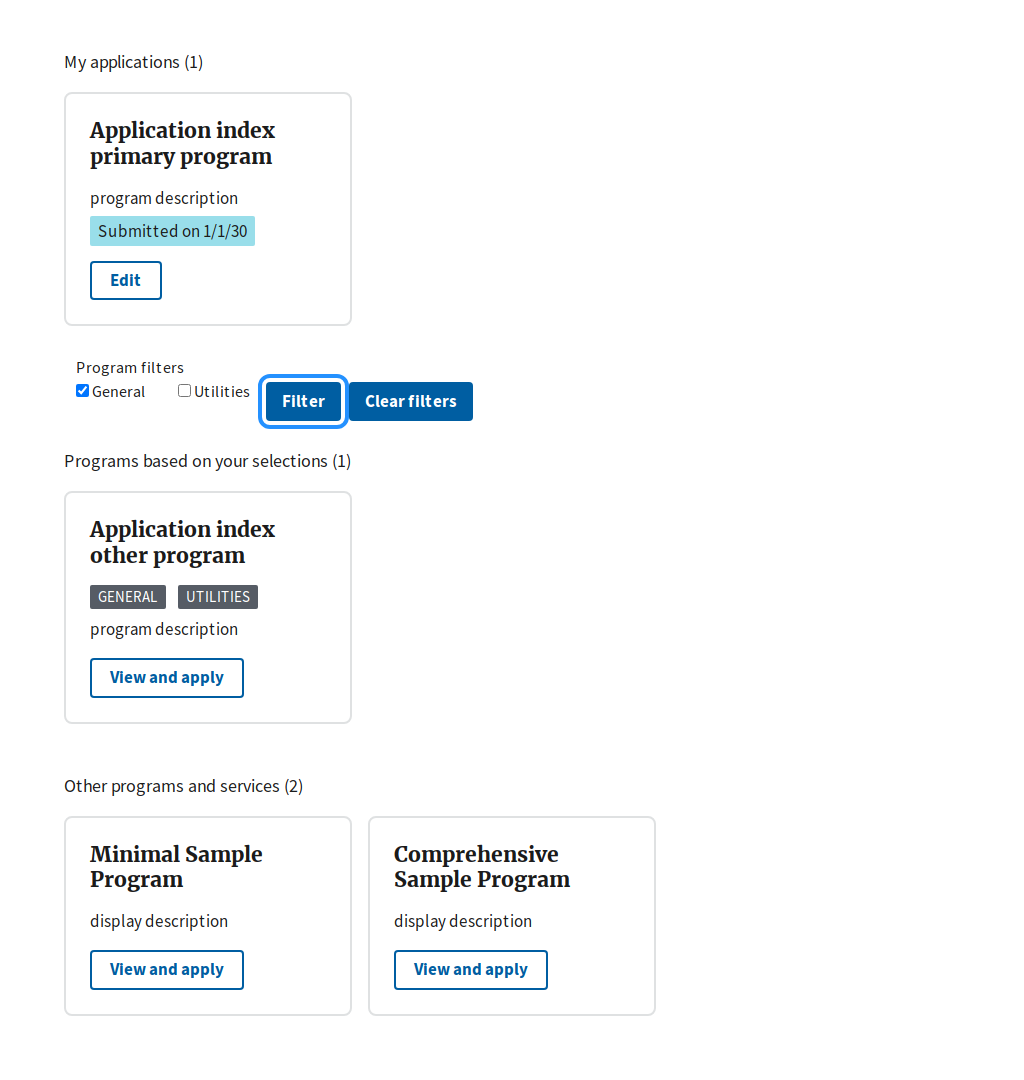 My applications (1)
Application index
primary program
program description
Submitted on 1/1/30
Edit
Program filters
General Utilities Filter Clear filters
Programs based on your selections (1)
Application index
other program
GENERAL UTILITIES
program description
View and apply
Other programs and services (2)
Minimal Sample
Program
display description
View and apply
Comprehensive
Sample Program
display description
View and apply